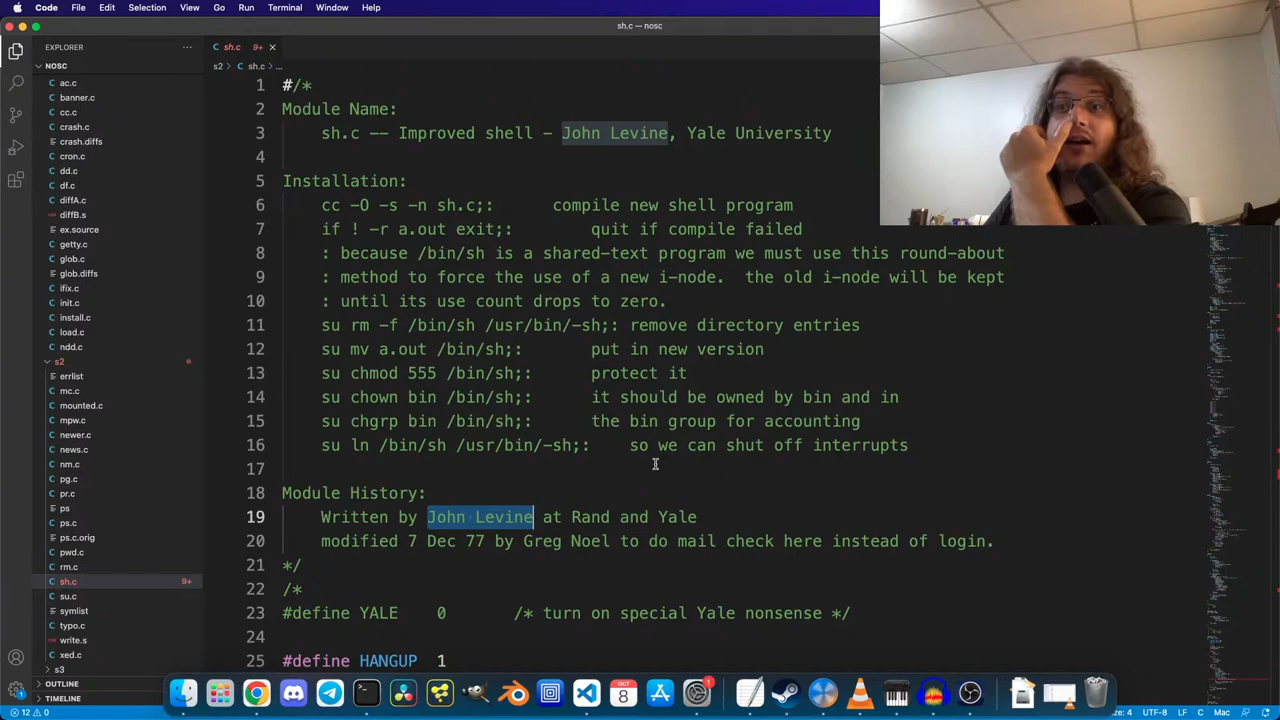 Code File Edit Selection View Go Run Terminal Window Help
sh.c — nosc
EXPLORER
NOSC
ac.c
banner.c
cc.c
crash.c
crash.diffs
cron.c
dd.c
df.c
diffA.c
diffB.s
ex.source
getty.c
glob.c
glob.diffs
ifix.c
init.c
install.c
load.c
ndd.c
s2
errlist
mc.c
mounted.c
mpw.c
newer.c
news.c
nm.c
pg.c
pr.c
ps
ps.c
ps.c.orig
pwd.c
rm.c
sh.c 9+
su.c
symlist
typo.c
write.s
xed.c
s3
OUTLINE
TIMELINE
sh.c 9+
s2 > sh.c > ...
1 #/*
2 Module Name:
3 sh.c -- Improved shell - John Levine, Yale University
4
5 Installation:
6 cc -O -s -n sh.c;: compile new shell program
7 if ! -r a.out exit;: quit if compile failed
8 : because /bin/sh is a shared text program we must use this round-about
9 : method to force the use of a new i-node. the old i-node will be kept
10 : until its use count drops to zero.
11 su rm -f /bin/sh /usr/bin/-sh;: remove directory entries
12 su mv a.out /bin/sh;: put in new version
13 su chmod 555 /bin/sh;: protect it
14 su chown bin /bin/sh;: it should be owned by bin and in
15 su chgrp bin /bin/sh;: tie bin group for accounting
16 su ln /bin/sh /usr/bin/-sh;: so we can shut off interrupts
17
18 Module History:
19 Written by John Levine at Rand and Yale
20 modified 7 Dec 77 by Greg Noel to do mail check here instead of login.
21 */
22 /*
23 #define YALE 0 /* turn on special Yale nonsense */
24
25 #define HANGUP 1
OCT
8
1
12 0
Size: 4 UTF-8 LF C Mac